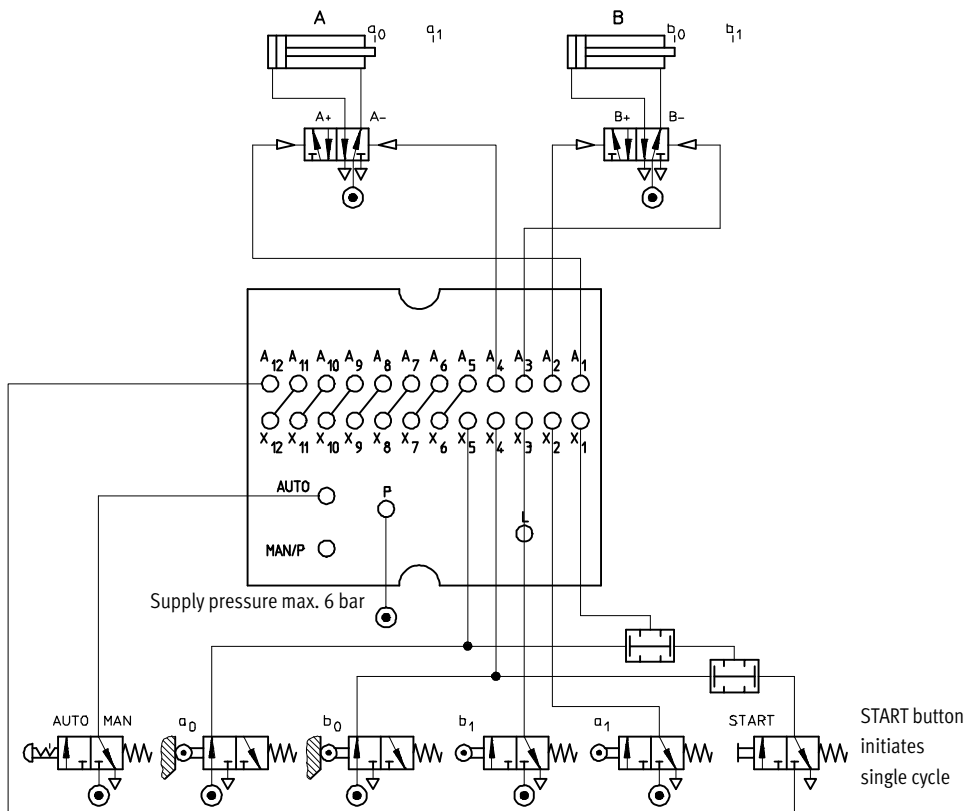 A B
a0 a1 b0 b1
A+ A- B+ B-
A12 A11 A10 A9 A8 A7 A6 A5 A4 A3 A2 A1
X12 X11 X10 X9 X8 X7 X6 X5 X4 X3 X2 X1
AUTO P L
MAN/P
Supply pressure max. 6 bar
AUTO MAN a0 b0 b1 a1 START
START button
initiates
single cycle